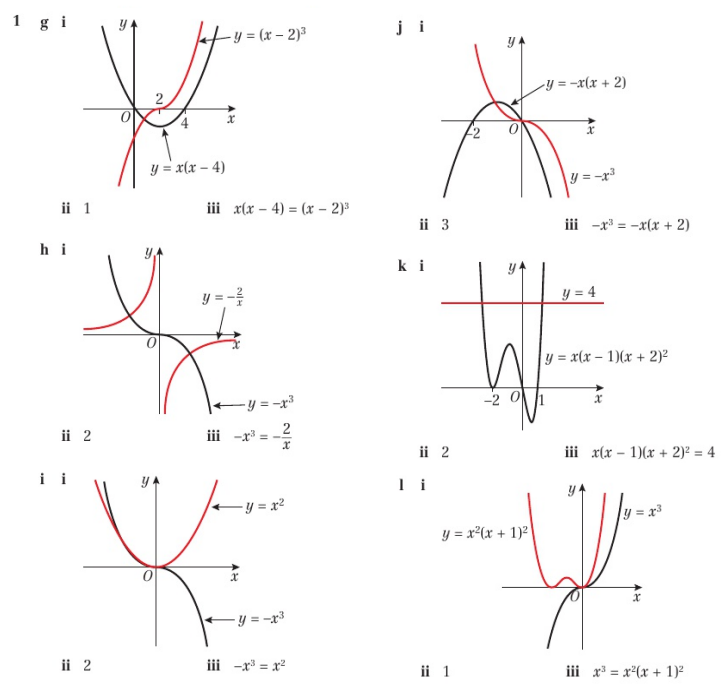 1 g i
y
y = (x − 2)³
2
O
4
x
y = x(x − 4)
ii 1 iii x(x − 4) = (x − 2)³
h i
y
y = −2/x
O
x
y = −x³
ii 2 iii −x³ = −2/x
i i
y
y = x²
O
x
y = −x³
ii 2 iii −x³ = x²
j i
y
y = −x(x + 2)
−2
O
x
y = −x³
ii 3 iii −x³ = −x(x + 2)
k i
y
y = 4
y = x(x − 1)(x + 2)²
−2 O 1
x
ii 2 iii x(x − 1)(x + 2)² = 4
l i
y
y = x³
y = x²(x + 1)²
O
x
ii 1 iii x³ = x²(x + 1)²